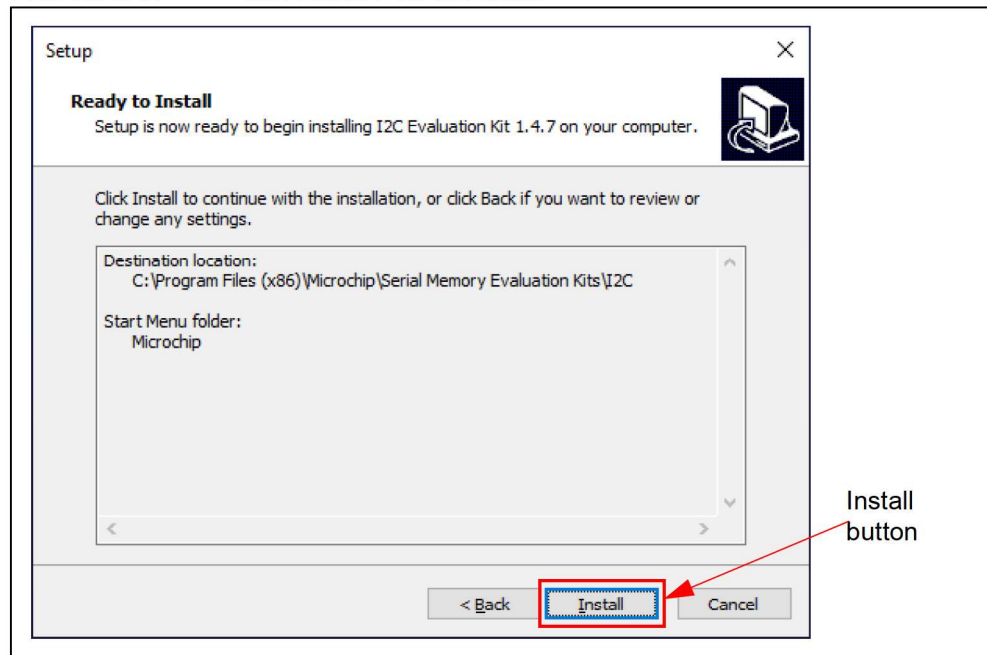 Setup
Ready to Install
Setup is now ready to begin installing I2C Evaluation Kit 1.4.7 on your computer.
Click Install to continue with the installation, or click Back if you want to review or
change any settings.
Destination location:
C:\Program Files (x86)\Microchip\Serial Memory Evaluation Kits\I2C
Start Menu folder:
Microchip
Install
button
< Back
Install
Cancel